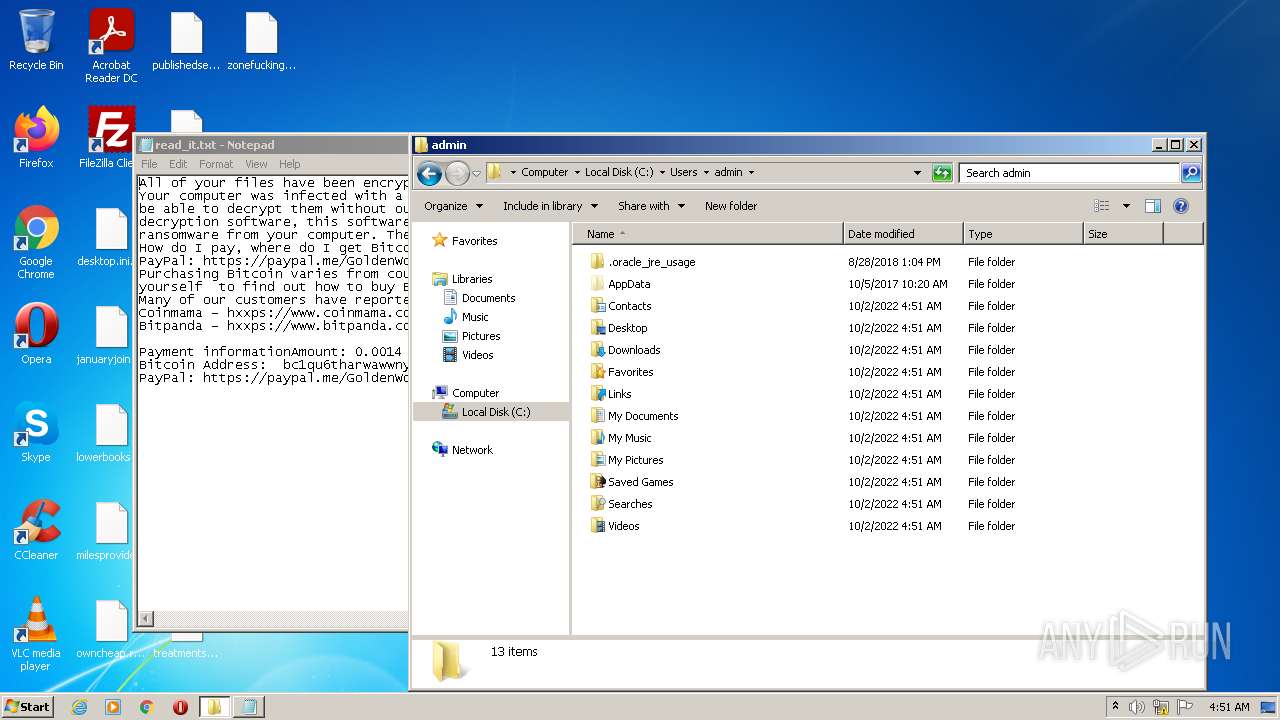 Recycle Bin
Acrobat
Reader DC
publishedse...
zonefucking...
Firefox
FileZilla Clie
Google
Chrome
desktop.ini.
Opera
januaryjoin
Skype
lowerbooks
CCleaner
milesprovide
VLC media
player
owncheap.r...
treatments...
read_it.txt - Notepad
File Edit Format View Help
All of your files have been encryp
Your computer was infected with a
be able to decrypt them without ou
decryption software, this software
ransomware from your computer. The
How do I pay, where do I get Bitco
PayPal: https://paypal.me/GoldenWo
Purchasing Bitcoin varies from cou
yourself to find out how to buy B
Many of our customers have reporte
Coinmama - hxxps://www.coinmama.co
Bitpanda - hxxps://www.bitpanda.co
Payment informationAmount: 0.0014
Bitcoin Address: bc1qu6tharwawwny
PayPal: https://paypal.me/GoldenWo
admin
Computer Local Disk (C:) Users admin
Search admin
Organize Include in library Share with New folder
Favorites
Libraries
Documents
Music
Pictures
Videos
Computer
Local Disk (C:)
Network
Name Date modified Type Size
.oracle_jre_usage 8/28/2018 1:04 PM File folder
AppData 10/5/2017 10:20 AM File folder
Contacts 10/2/2022 4:51 AM File folder
Desktop 10/2/2022 4:51 AM File folder
Downloads 10/2/2022 4:51 AM File folder
Favorites 10/2/2022 4:51 AM File folder
Links 10/2/2022 4:51 AM File folder
My Documents 10/2/2022 4:51 AM File folder
My Music 10/2/2022 4:51 AM File folder
My Pictures 10/2/2022 4:51 AM File folder
Saved Games 10/2/2022 4:51 AM File folder
Searches 10/2/2022 4:51 AM File folder
Videos 10/2/2022 4:51 AM File folder
13 items
ANY RUN
Start
4:51 AM